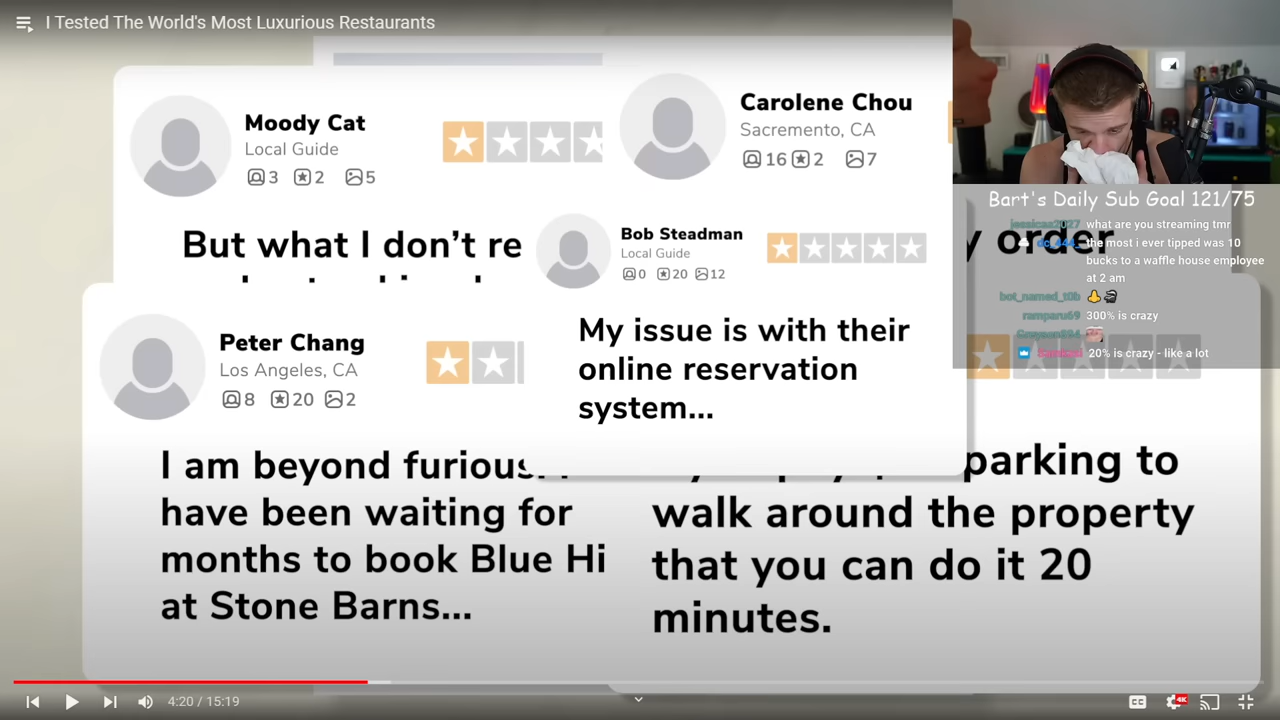 I Tested The World's Most Luxurious Restaurants
Moody Cat
Local Guide
3 2 5
But what I don't re
Carolene Chou
Sacremento, CA
16 2 7
y order
Bob Steadman
Local Guide
0 20 12
My issue is with their
online reservation
system...
Peter Chang
Los Angeles, CA
8 20 2
I am beyond furious.
have been waiting for
months to book Blue Hi
at Stone Barns...
parking to
walk around the property
that you can do it 20
minutes.
Bart's Daily Sub Goal 121/75
what are you streaming tmr
the most i ever tipped was 10
bucks to a waffle house employee
at 2 am
bot_named_t0b
ramparu69 300% is crazy
20% is crazy - like a lot
4:20 / 15:19
CC
4K